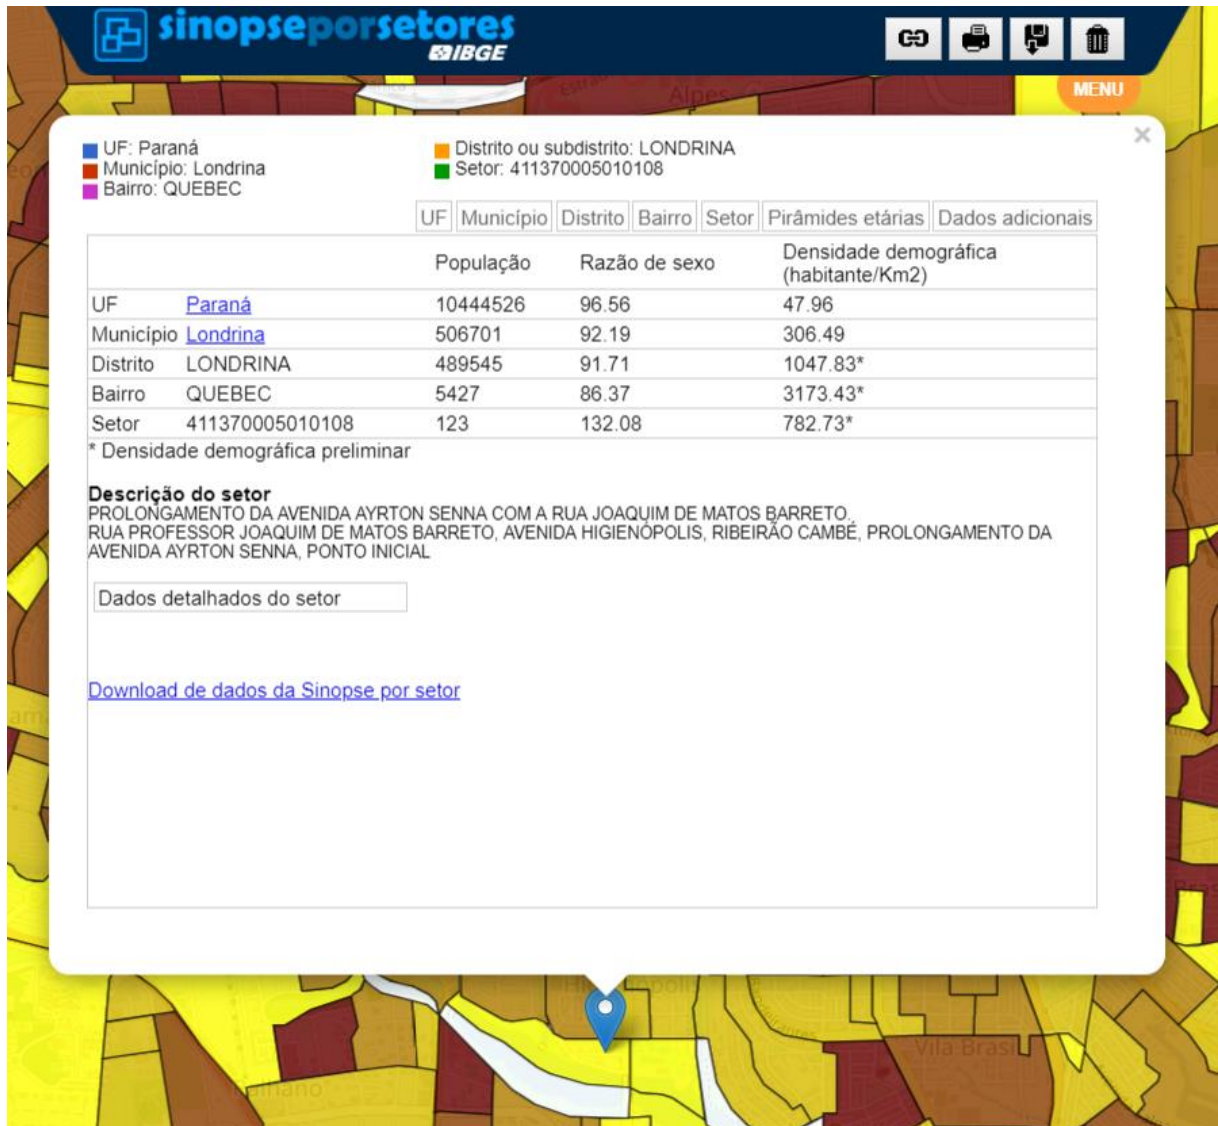 sinopseporsetores
IBGE
Alpes
MENU
×
UF: Paraná
Município: Londrina
Bairro: QUEBEC
Distrito ou subdistrito: LONDRINA
Setor: 411370005010108
UF Município Distrito Bairro Setor Pirâmides etárias Dados adicionais
População Razão de sexo Densidade demográfica
(habitante/Km2)
UF Paraná 10444526 96.56 47.96
Município Londrina 506701 92.19 306.49
Distrito LONDRINA 489545 91.71 1047.83*
Bairro QUEBEC 5427 86.37 3173.43*
Setor 411370005010108 123 132.08 782.73*
* Densidade demográfica preliminar
Descrição do setor
PROLONGAMENTO DA AVENIDA AYRTON SENNA COM A RUA JOAQUIM DE MATOS BARRETO.
RUA PROFESSOR JOAQUIM DE MATOS BARRETO, AVENIDA HIGIENÓPOLIS, RIBEIRÃO CAMBÉ, PROLONGAMENTO DA
AVENIDA AYRTON SENNA, PONTO INICIAL
Dados detalhados do setor
Download de dados da Sinopse por setor
Vila Brasil